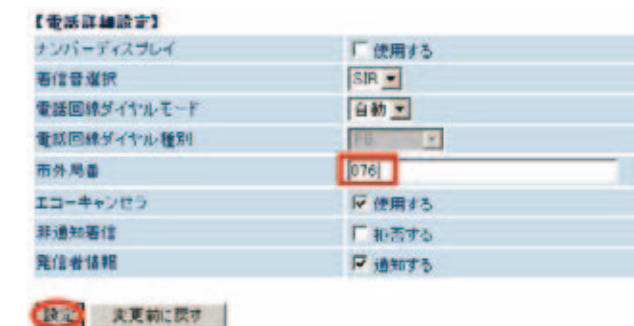 【電話詳細設定】
ナンバーディスプレイ 使用する
着信音選択 SIR
電話回線ダイヤルモード 自動
電話回線ダイヤル種別 PB
市外局番 076
エコーキャンセラ 使用する
非通知着信 拒否する
発信者情報 通知する
設定 変更前に戻す